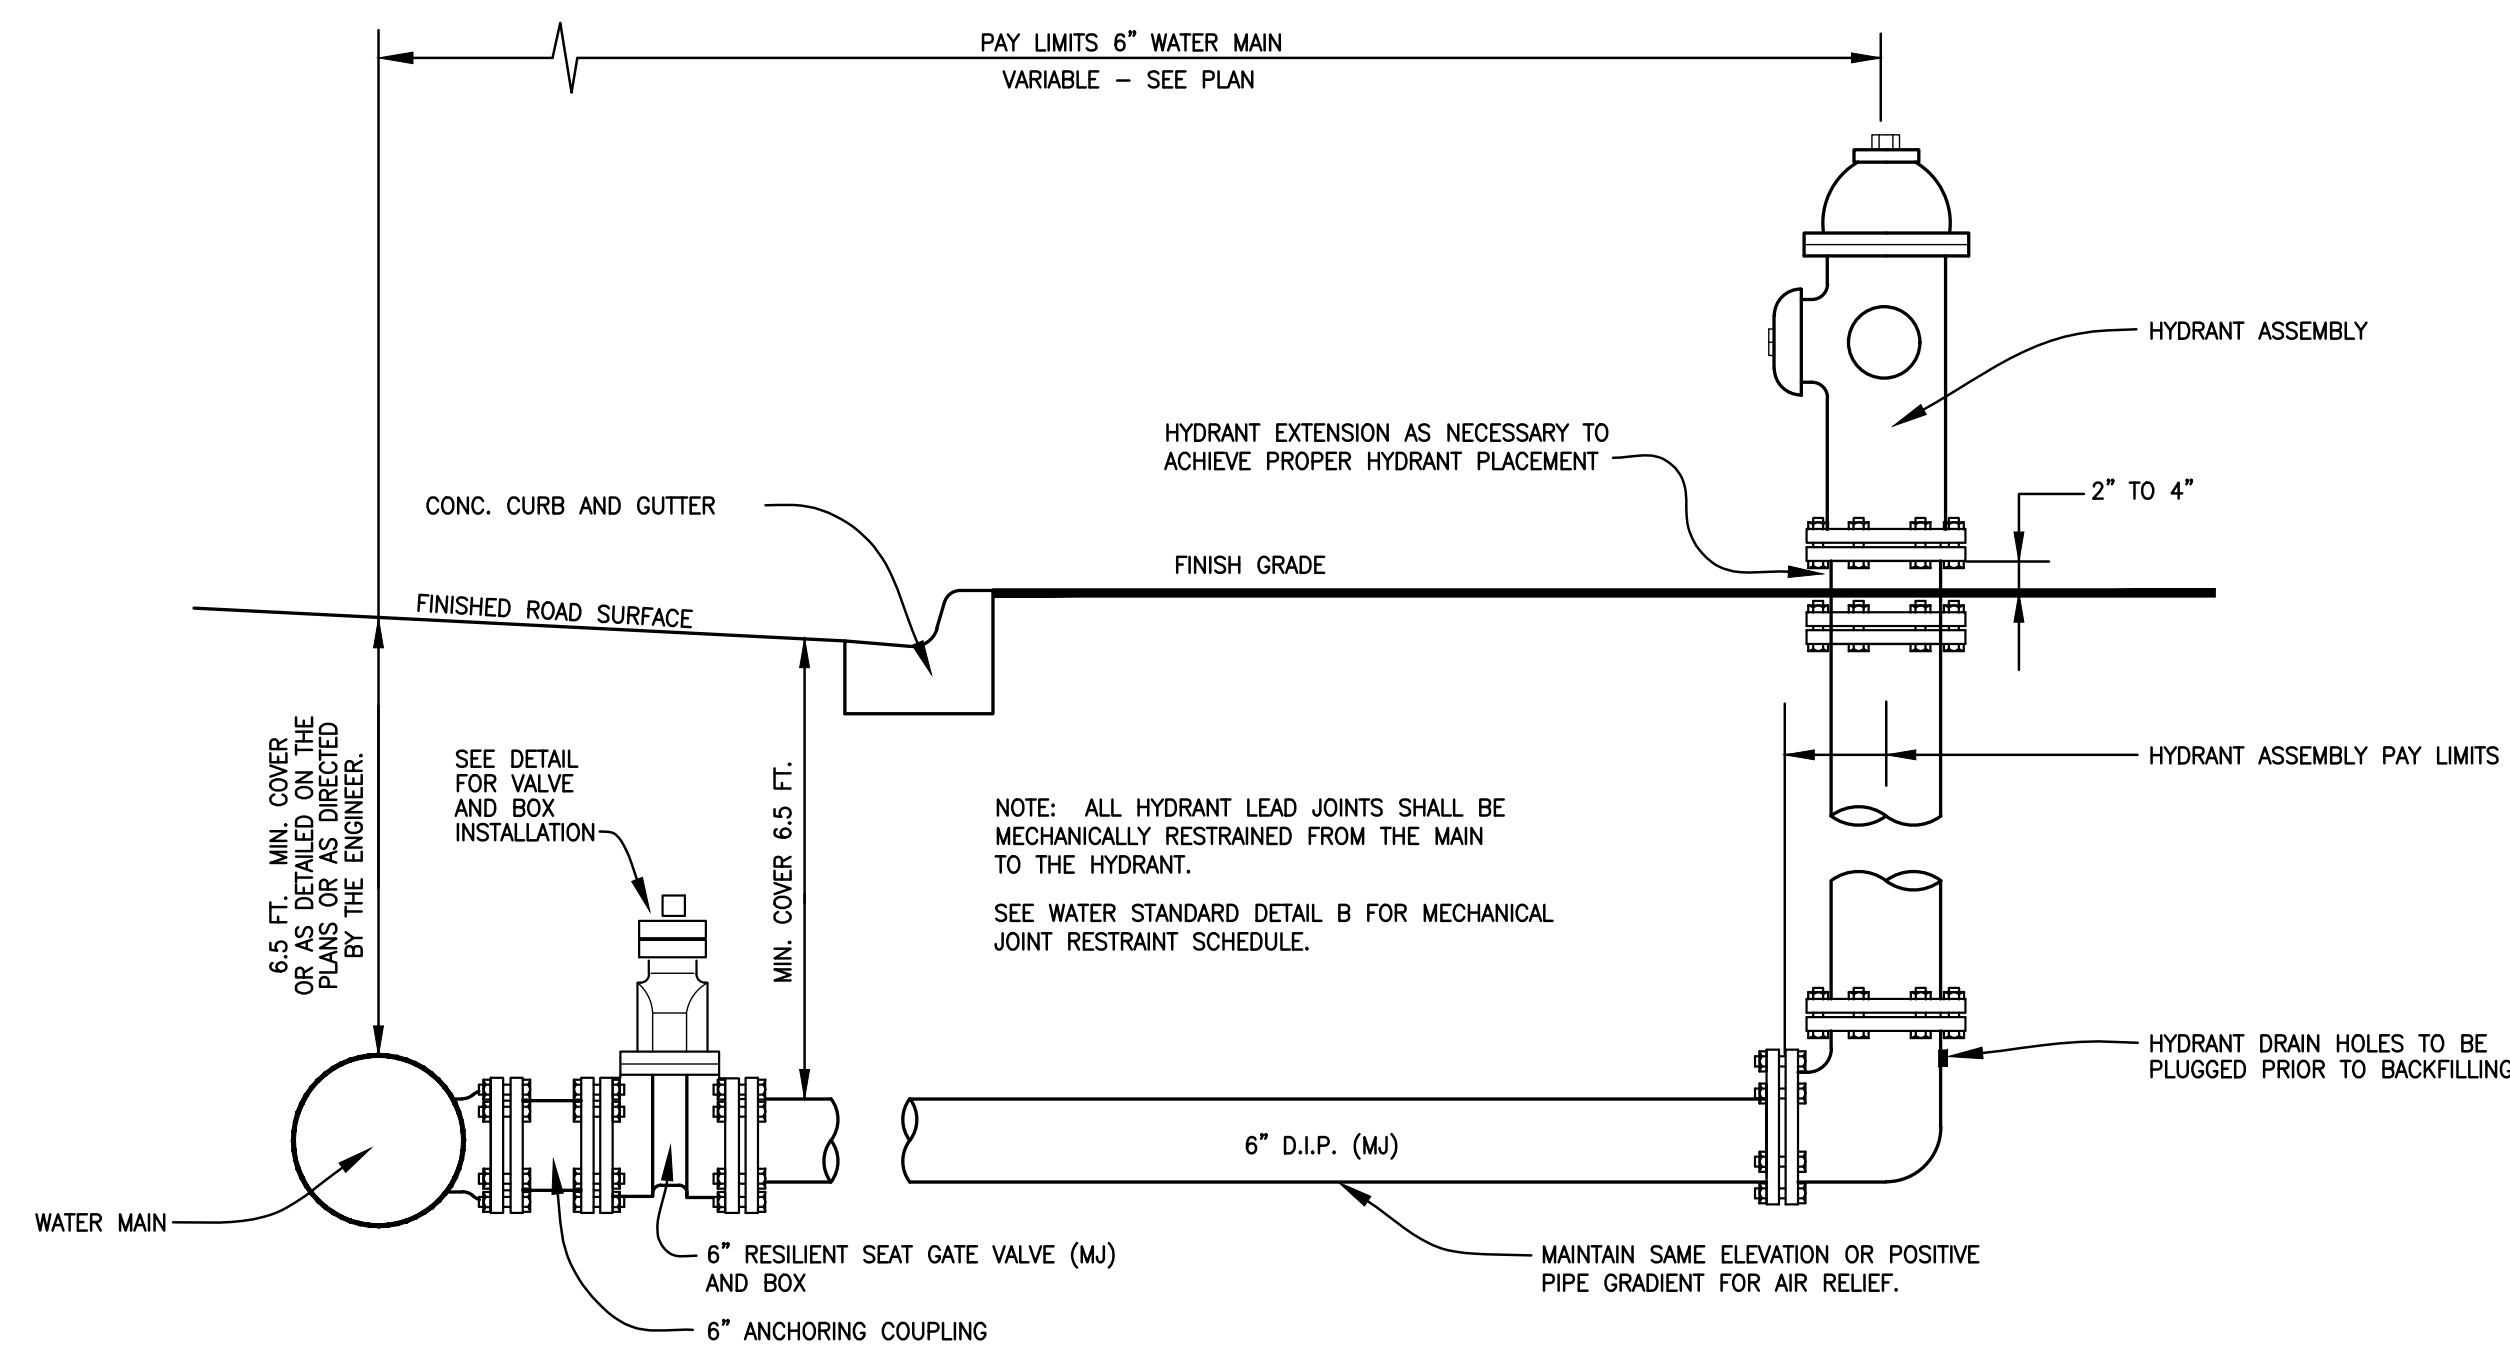 PAY LIMITS 6" WATER MAIN
VARIABLE - SEE PLAN
HYDRANT ASSEMBLY
HYDRANT EXTENSION AS NECESSARY TO
ACHIEVE PROPER HYDRANT PLACEMENT
2" TO 4"
CONC. CURB AND GUTTER
FINISH GRADE
FINISHED ROAD SURFACE
6.5 FT. MIN. COVER
OR AS DETAILED ON THE
PLANS OR AS DIRECTED
BY THE ENGINEER.
SEE DETAIL
FOR VALVE
AND BOX
INSTALLATION
MIN. COVER 6.5 FT.
HYDRANT ASSEMBLY PAY LIMITS
NOTE: ALL HYDRANT LEAD JOINTS SHALL BE
MECHANICALLY RESTRAINED FROM THE MAIN
TO THE HYDRANT.
SEE WATER STANDARD DETAIL B FOR MECHANICAL
JOINT RESTRAINT SCHEDULE.
HYDRANT DRAIN HOLES TO BE
PLUGGED PRIOR TO BACKFILLING
6" D.I.P. (MJ)
WATER MAIN
6" RESILIENT SEAT GATE VALVE (MJ)
AND BOX
MAINTAIN SAME ELEVATION OR POSITIVE
PIPE GRADIENT FOR AIR RELIEF.
6" ANCHORING COUPLING